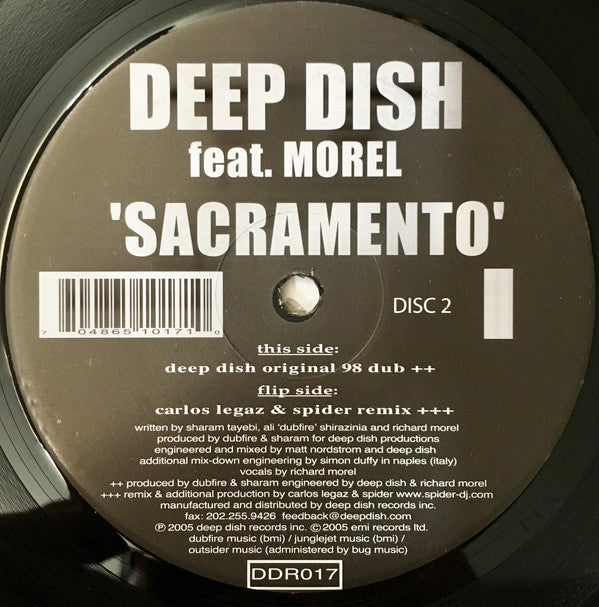 DEEP DISH
feat. MOREL
'SACRAMENTO'
7 04865 10171 9
DISC 2
this side:
deep dish original 98 dub ++
flip side:
carlos legaz & spider remix +++
written by sharam tayebi, ali 'dubfire' shirazinia and richard morel
produced by dubfire & sharam for deep dish productions
engineered and mixed by matt nordstrom and deep dish
additional mix-down engineering by simon duffy in naples (italy)
vocals by richard morel
++ produced by dubfire & sharam engineered by deep dish & richard morel
+++ remix & additional production by carlos legaz & spider www.spider-dj.com
manufactured and distributed by deep dish records inc.
fax: 202.255.9426 feedback@deepdish.com
℗ 2005 deep dish records inc. ©2005 emi records ltd.
dubfire music (bmi) / junglejet music (bmi) /
outsider music (administered by bug music)
DDR017